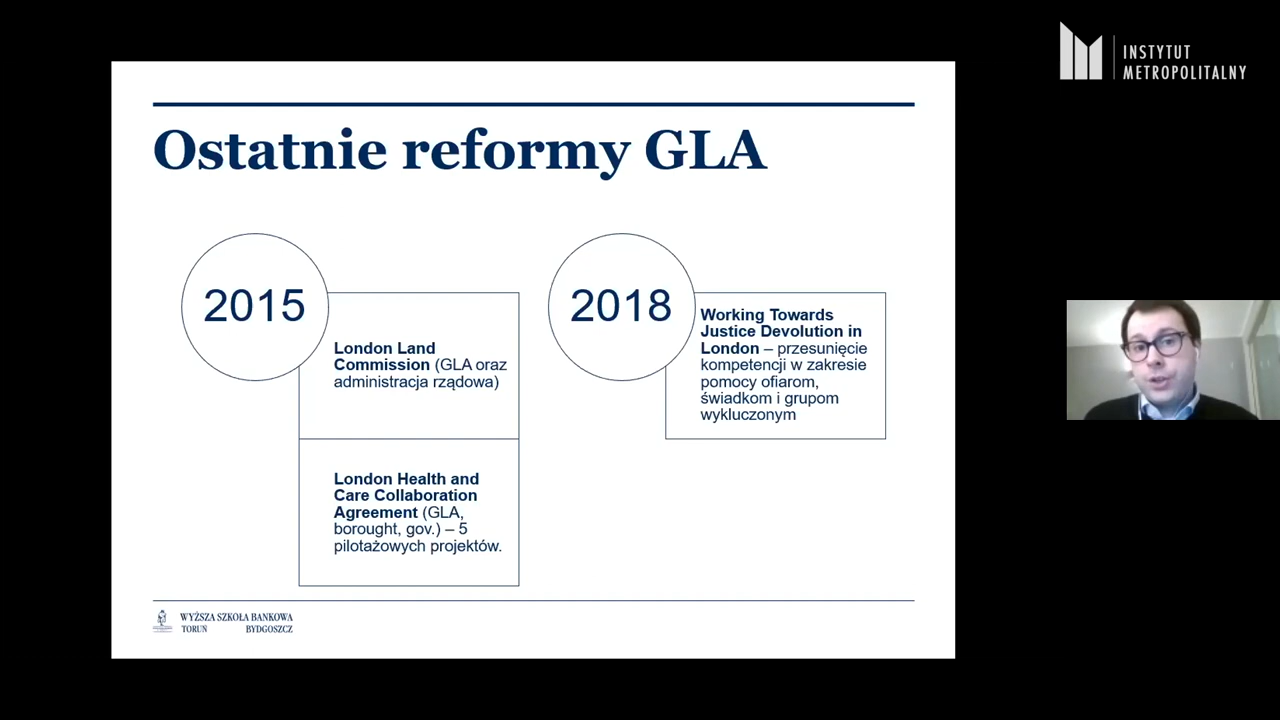 INSTYTUT
METROPOLITALNY
Ostatnie reformy GLA
2015
London Land
Commission (GLA oraz
administracja rządowa)
London Health and
Care Collaboration
Agreement (GLA,
borought, gov.) – 5
pilotażowych projektów.
2018
Working Towards
Justice Devolution in
London – przesunięcie
kompetencji w zakresie
pomocy ofiarom,
świadkom i grupom
wykluczonym
WYŻSZA SZKOŁA BANKOWA
TORUŃ BYDGOSZCZ